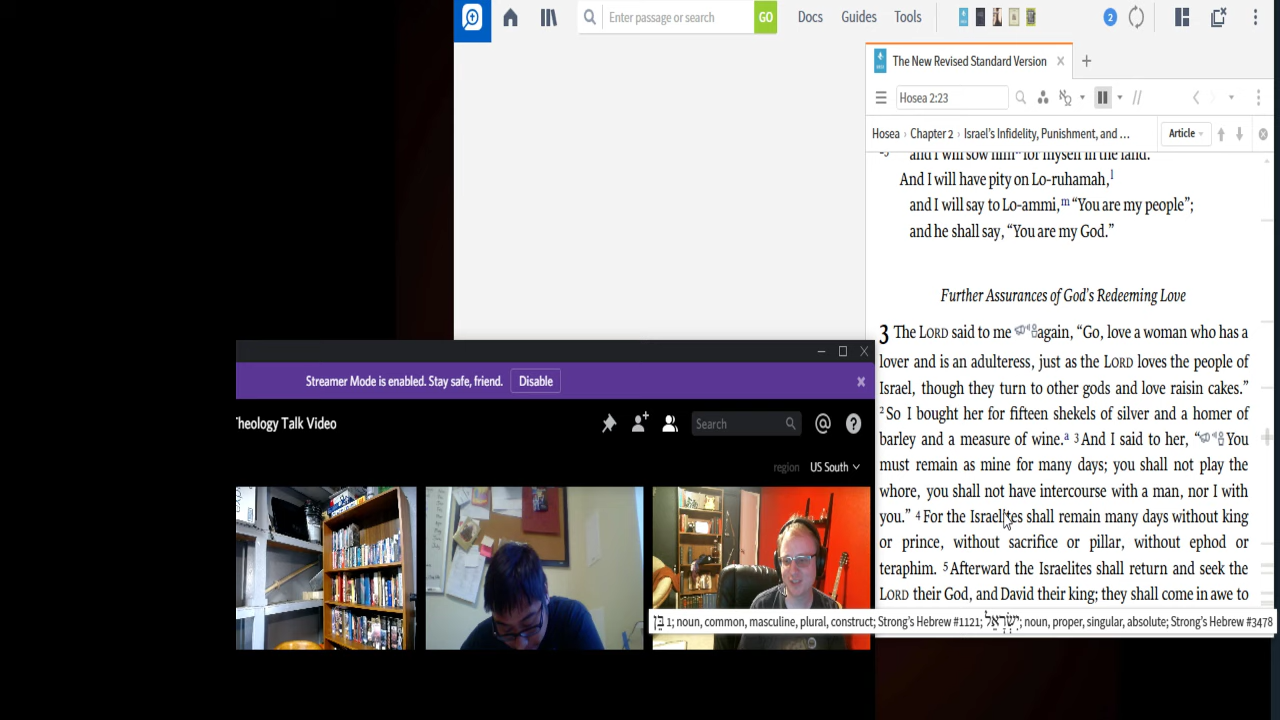 Enter passage or search GO Docs Guides Tools 2
The New Revised Standard Version
Hosea 2:23
Hosea › Chapter 2 › Israel's Infidelity, Punishment, and ... Article
and I will sow him for myself in the land.
And I will have pity on Lo-ruhamah,l
and I will say to Lo-ammi,m “You are my people”;
and he shall say, “You are my God.”
Further Assurances of God's Redeeming Love
3 The LORD said to me again, “Go, love a woman who has a
lover and is an adulteress, just as the LORD loves the people of
Israel, though they turn to other gods and love raisin cakes.”
2 So I bought her for fifteen shekels of silver and a homer of
barley and a measure of wine.a 3 And I said to her, “You
must remain as mine for many days; you shall not play the
whore, you shall not have intercourse with a man, nor I with
you.” 4 For the Israelites shall remain many days without king
or prince, without sacrifice or pillar, without ephod or
teraphim. 5 Afterward the Israelites shall return and seek the
LORD their God, and David their king; they shall come in awe to
בֵּן 1; noun, common, masculine, plural, construct; Strong's Hebrew #1121; יִשְׂרָאֵל; noun, proper, singular, absolute; Strong's Hebrew #3478
Streamer Mode is enabled. Stay safe, friend. Disable
Theology Talk Video Search
region US South